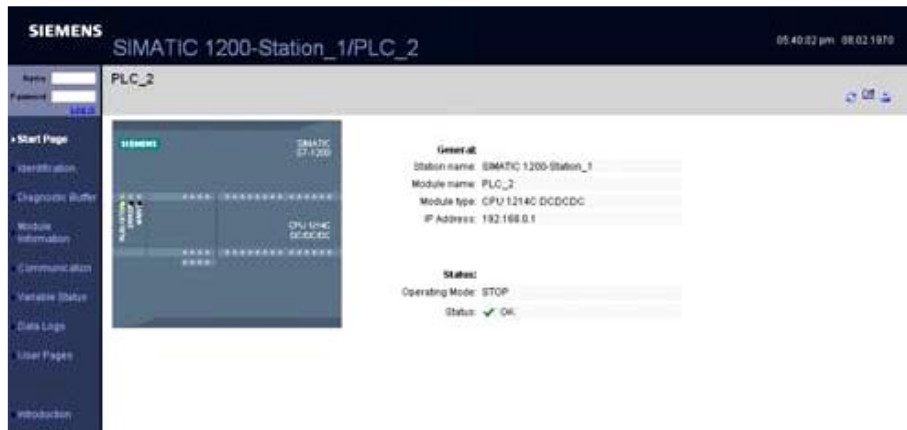 SIEMENS
SIMATIC 1200-Station_1/PLC_2
05:40:02 pm 08.02.1970
Name
Password
Log in
PLC_2
Off
Start Page
Identification
Diagnostic Buffer
Module
Information
Communication
Variable Status
Data Logs
User Pages
Introduction
SIEMENS
SIMATIC
S7-1200
CPU 1214C
DC/DC/DC
General:
Station name: SIMATIC 1200-Station_1
Module name: PLC_2
Module type: CPU 1214C DCDCDC
IP Address: 192.168.0.1
Status:
Operating Mode: STOP
Status: ✔ OK